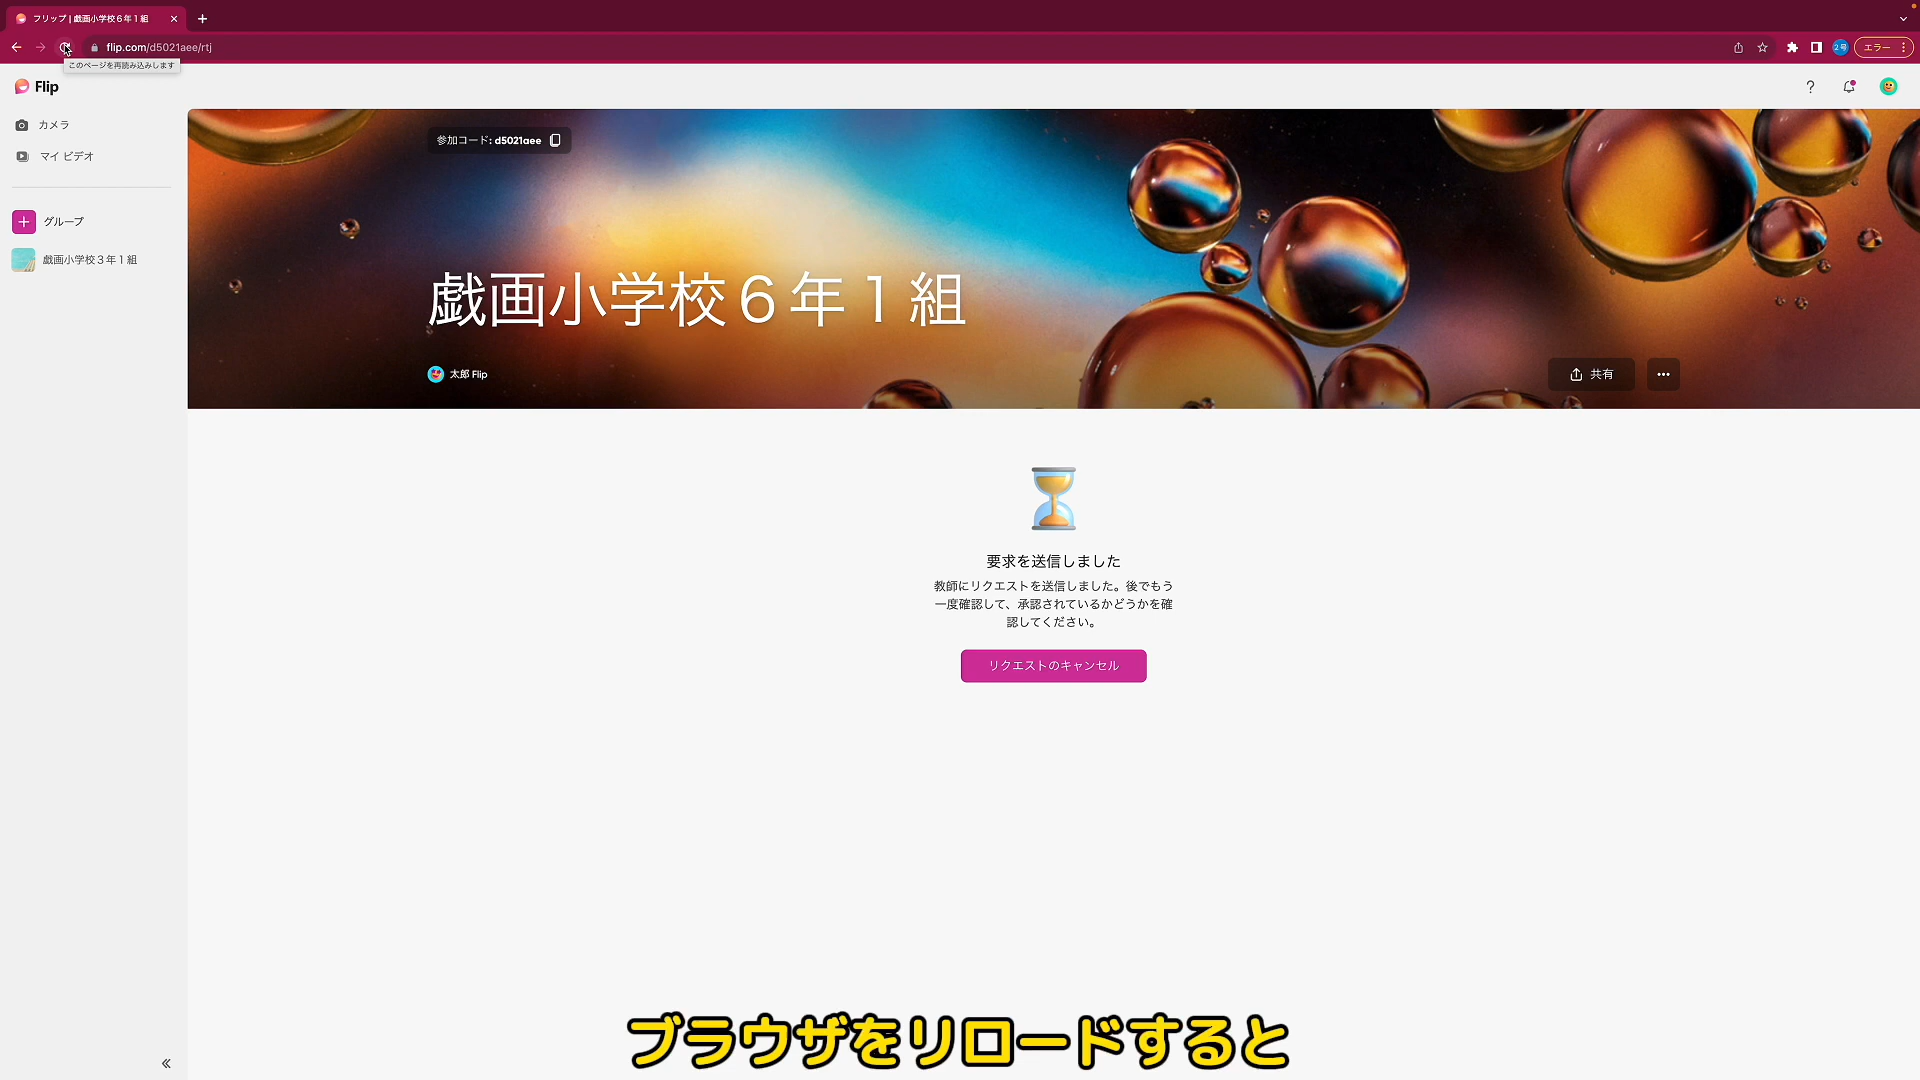 フリップ | 戯画小学校６年１組
flip.com/d5021aee/rtj
2号
エラー
このページを再読み込みします
Flip
カメラ
マイ ビデオ
グループ
戯画小学校３年１組
参加コード: d5021aee
戯画小学校６年１組
太郎 Flip
共有
要求を送信しました
教師にリクエストを送信しました。後でもう
一度確認して、承認されているかどうかを確
認してください。
リクエストのキャンセル
ブラウザをリロードすると